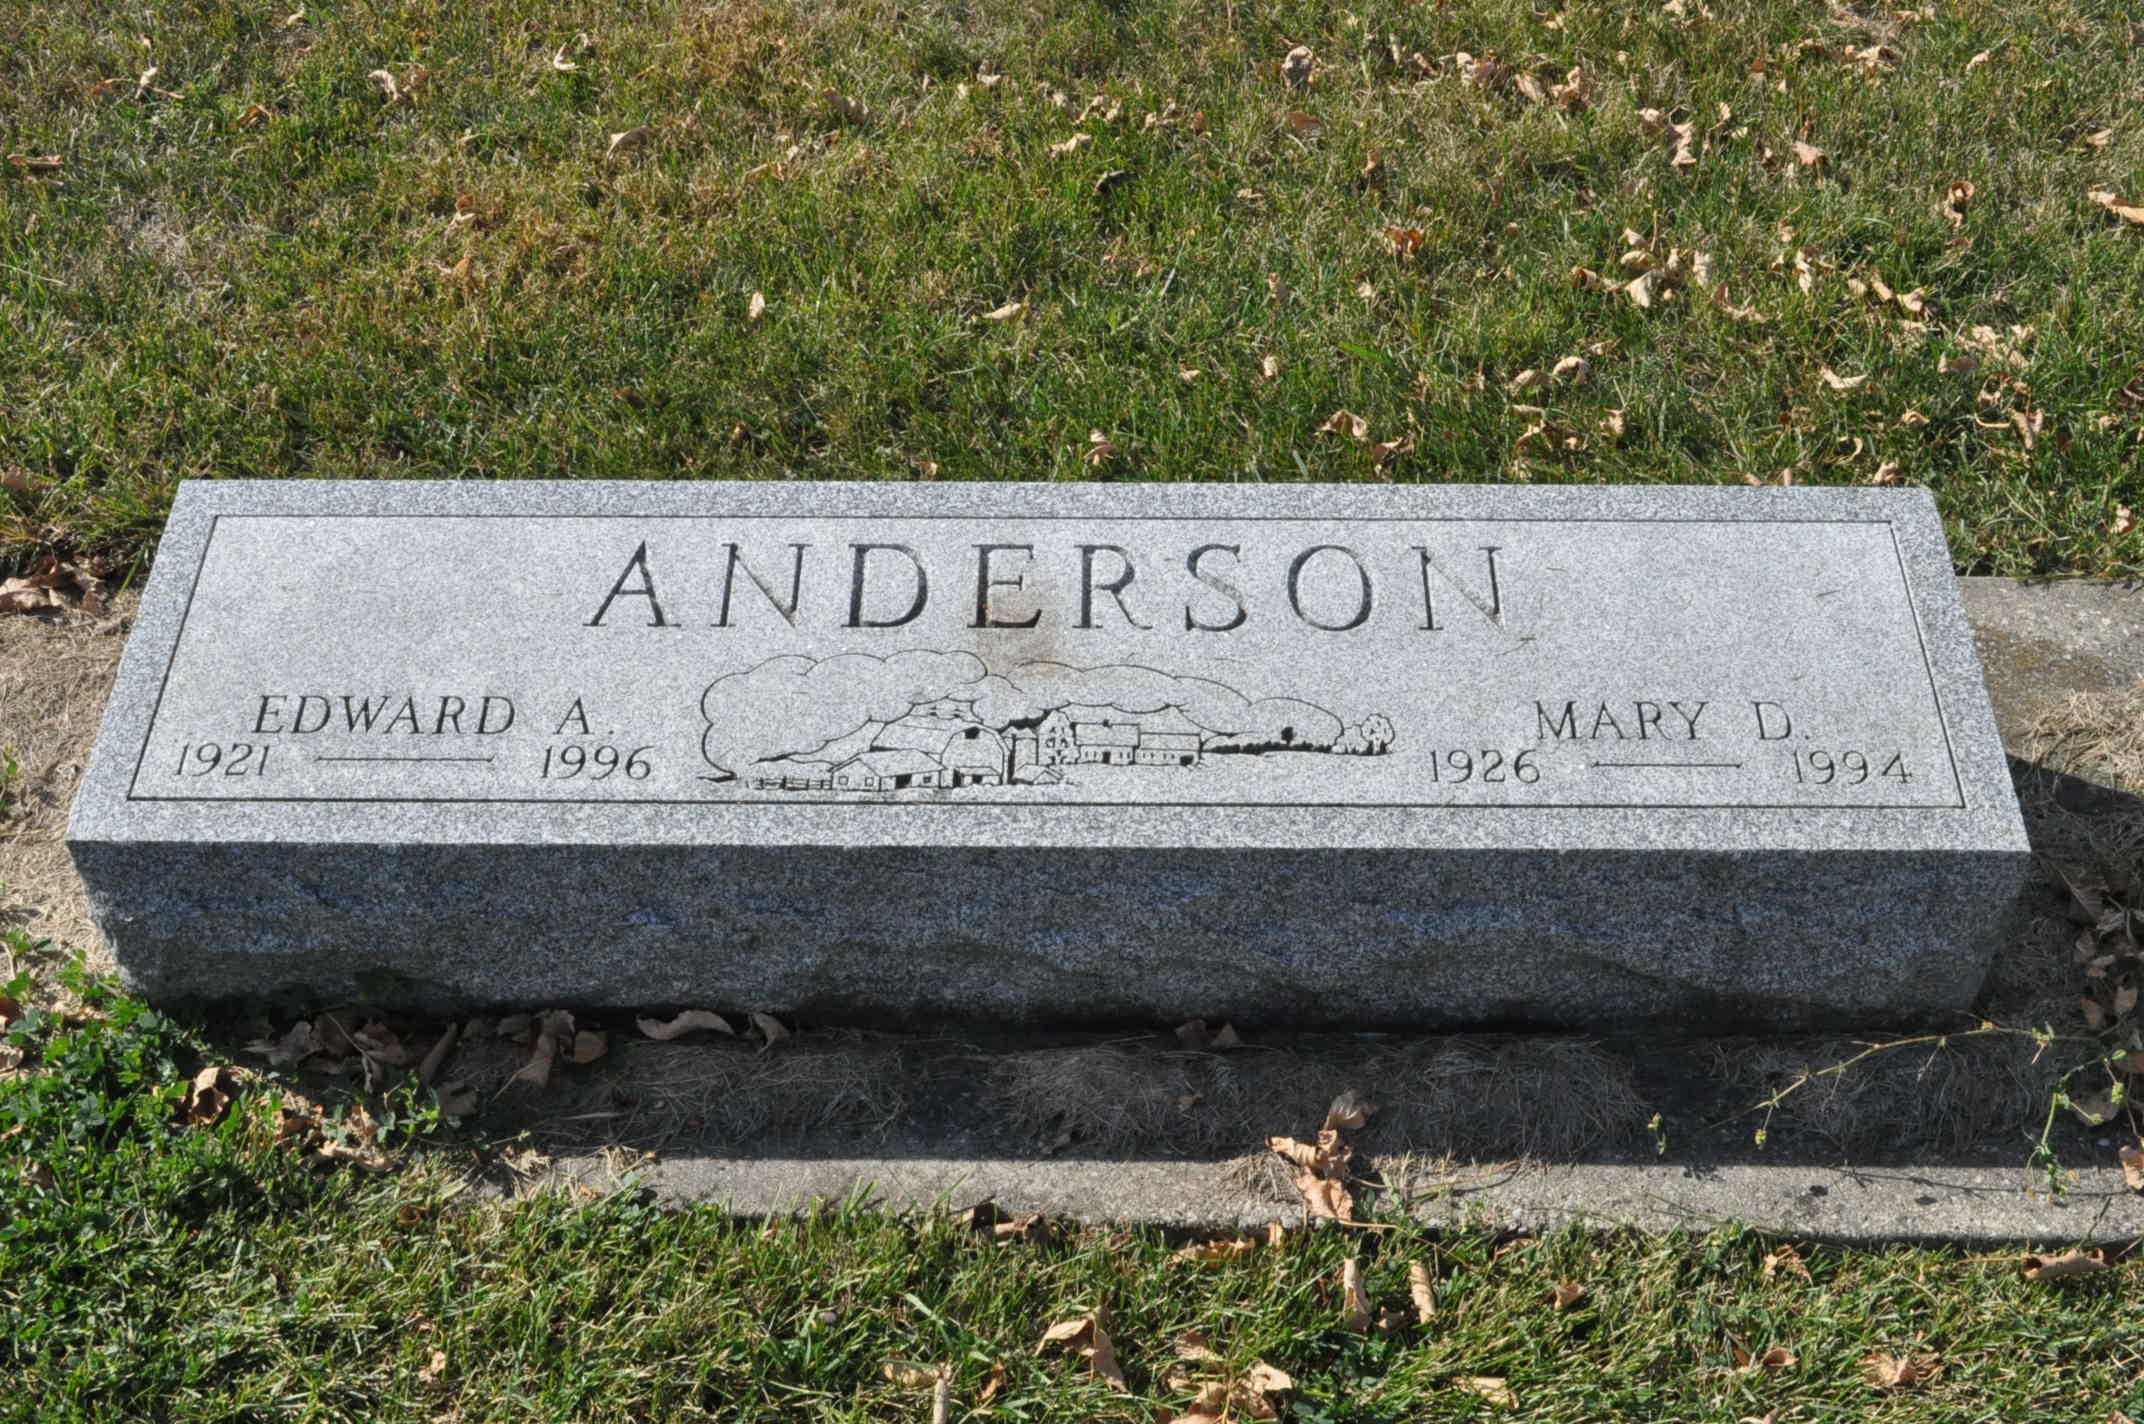 ANDERSON
EDWARD A.
1921 — 1996
MARY D.
1926 — 1994